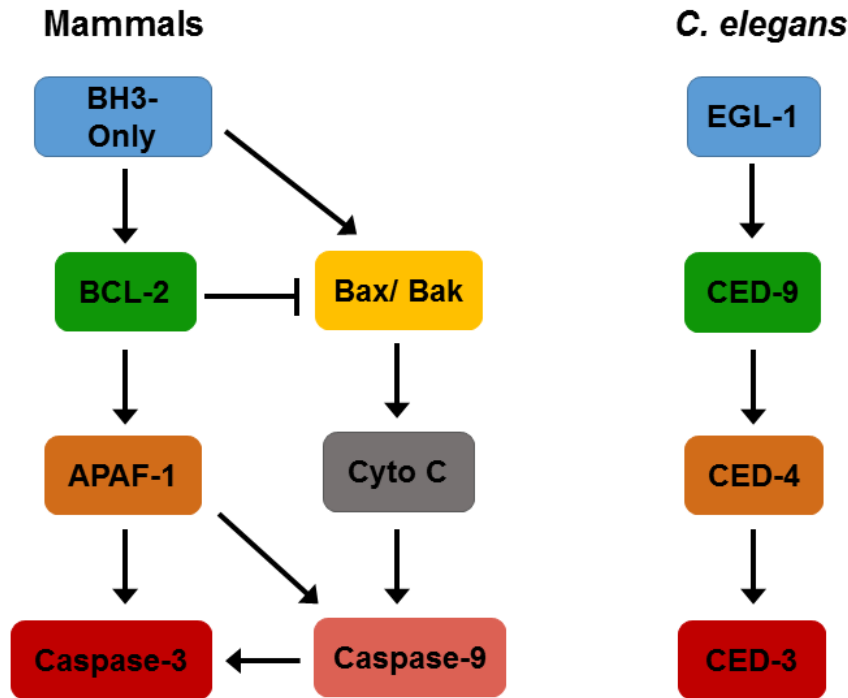 Mammals
C. elegans
BH3-
Only
EGL-1
BCL-2
Bax/ Bak
CED-9
APAF-1
Cyto C
CED-4
Caspase-3
Caspase-9
CED-3